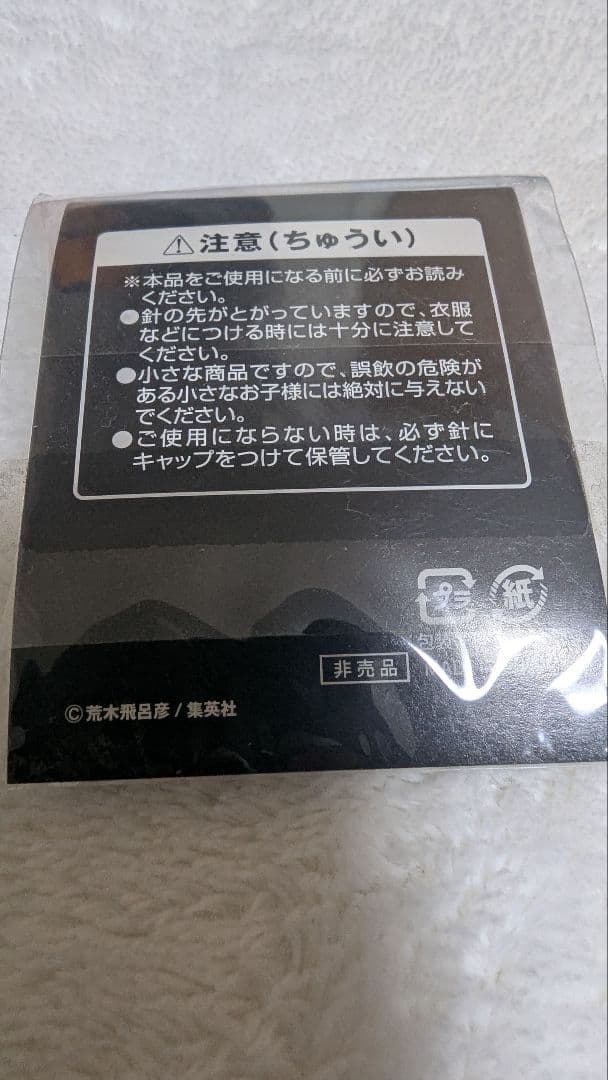 注意(ちゅうい)
※本品をご使用になる前に必ずお読み
ください。
●針の先がとがっていますので、衣服
などにつける時には十分に注意して
ください。
●小さな商品ですので、誤飲の危険が
ある小さなお子様には絶対に与えない
でください。
●ご使用にならない時は、必ず針に
キャップをつけて保管してください。
プラ 紙
非売品
©荒木飛呂彦/集英社